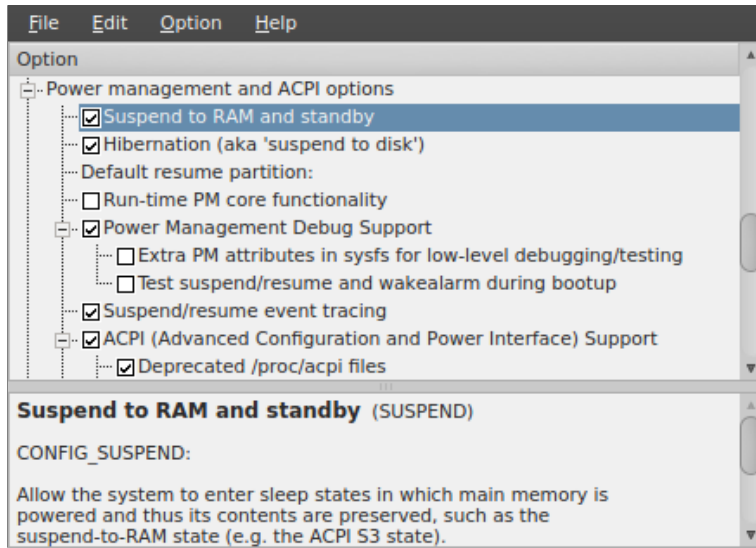 File Edit Option Help
Option
Power management and ACPI options
Suspend to RAM and standby
Hibernation (aka 'suspend to disk')
Default resume partition:
Run-time PM core functionality
Power Management Debug Support
Extra PM attributes in sysfs for low-level debugging/testing
Test suspend/resume and wakealarm during bootup
Suspend/resume event tracing
ACPI (Advanced Configuration and Power Interface) Support
Deprecated /proc/acpi files
Suspend to RAM and standby (SUSPEND)
CONFIG_SUSPEND:
Allow the system to enter sleep states in which main memory is
powered and thus its contents are preserved, such as the
suspend-to-RAM state (e.g. the ACPI S3 state).